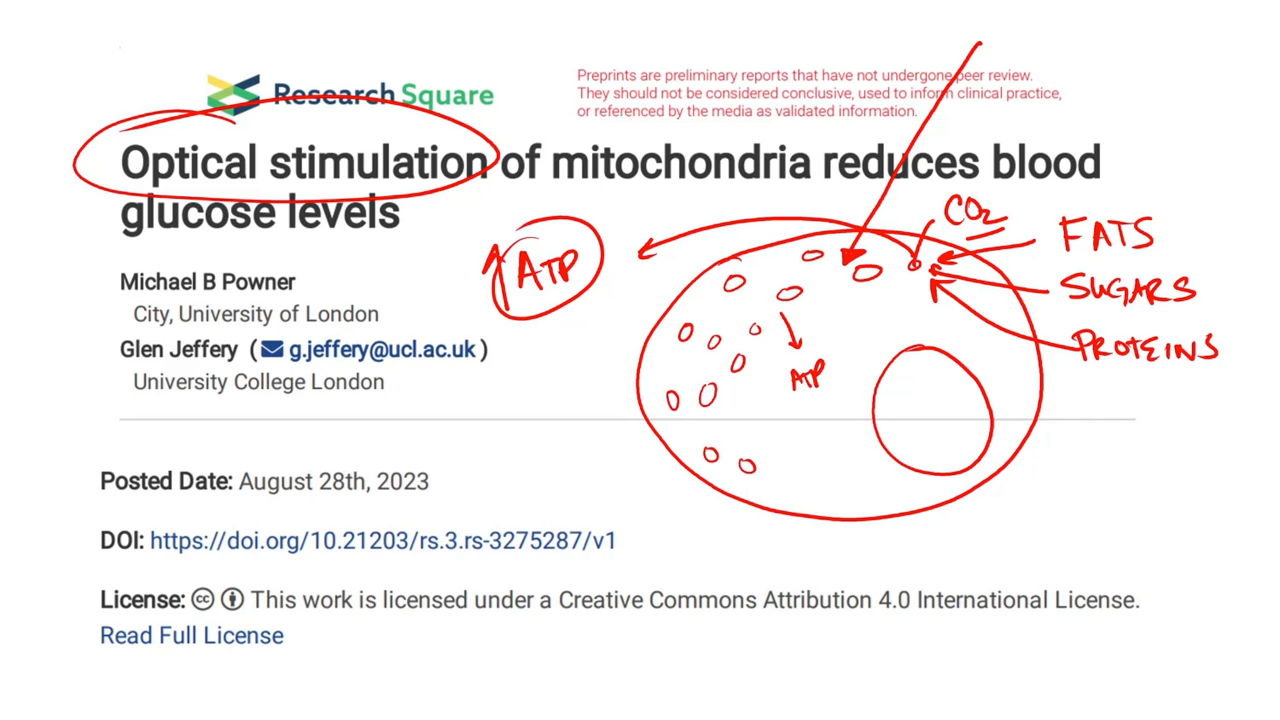 Research Square
Preprints are preliminary reports that have not undergone peer review.
They should not be considered conclusive, used to inform clinical practice,
or referenced by the media as validated information.
Optical stimulation of mitochondria reduces blood
glucose levels
CO2
FATS
ATP
Michael B Powner
SUGARS
City, University of London
Glen Jeffery ( g.jeffery@ucl.ac.uk )
PROTEINS
University College London
ATP
Posted Date: August 28th, 2023
DOI: https://doi.org/10.21203/rs.3.rs-3275287/v1
License: cc This work is licensed under a Creative Commons Attribution 4.0 International License.
Read Full License